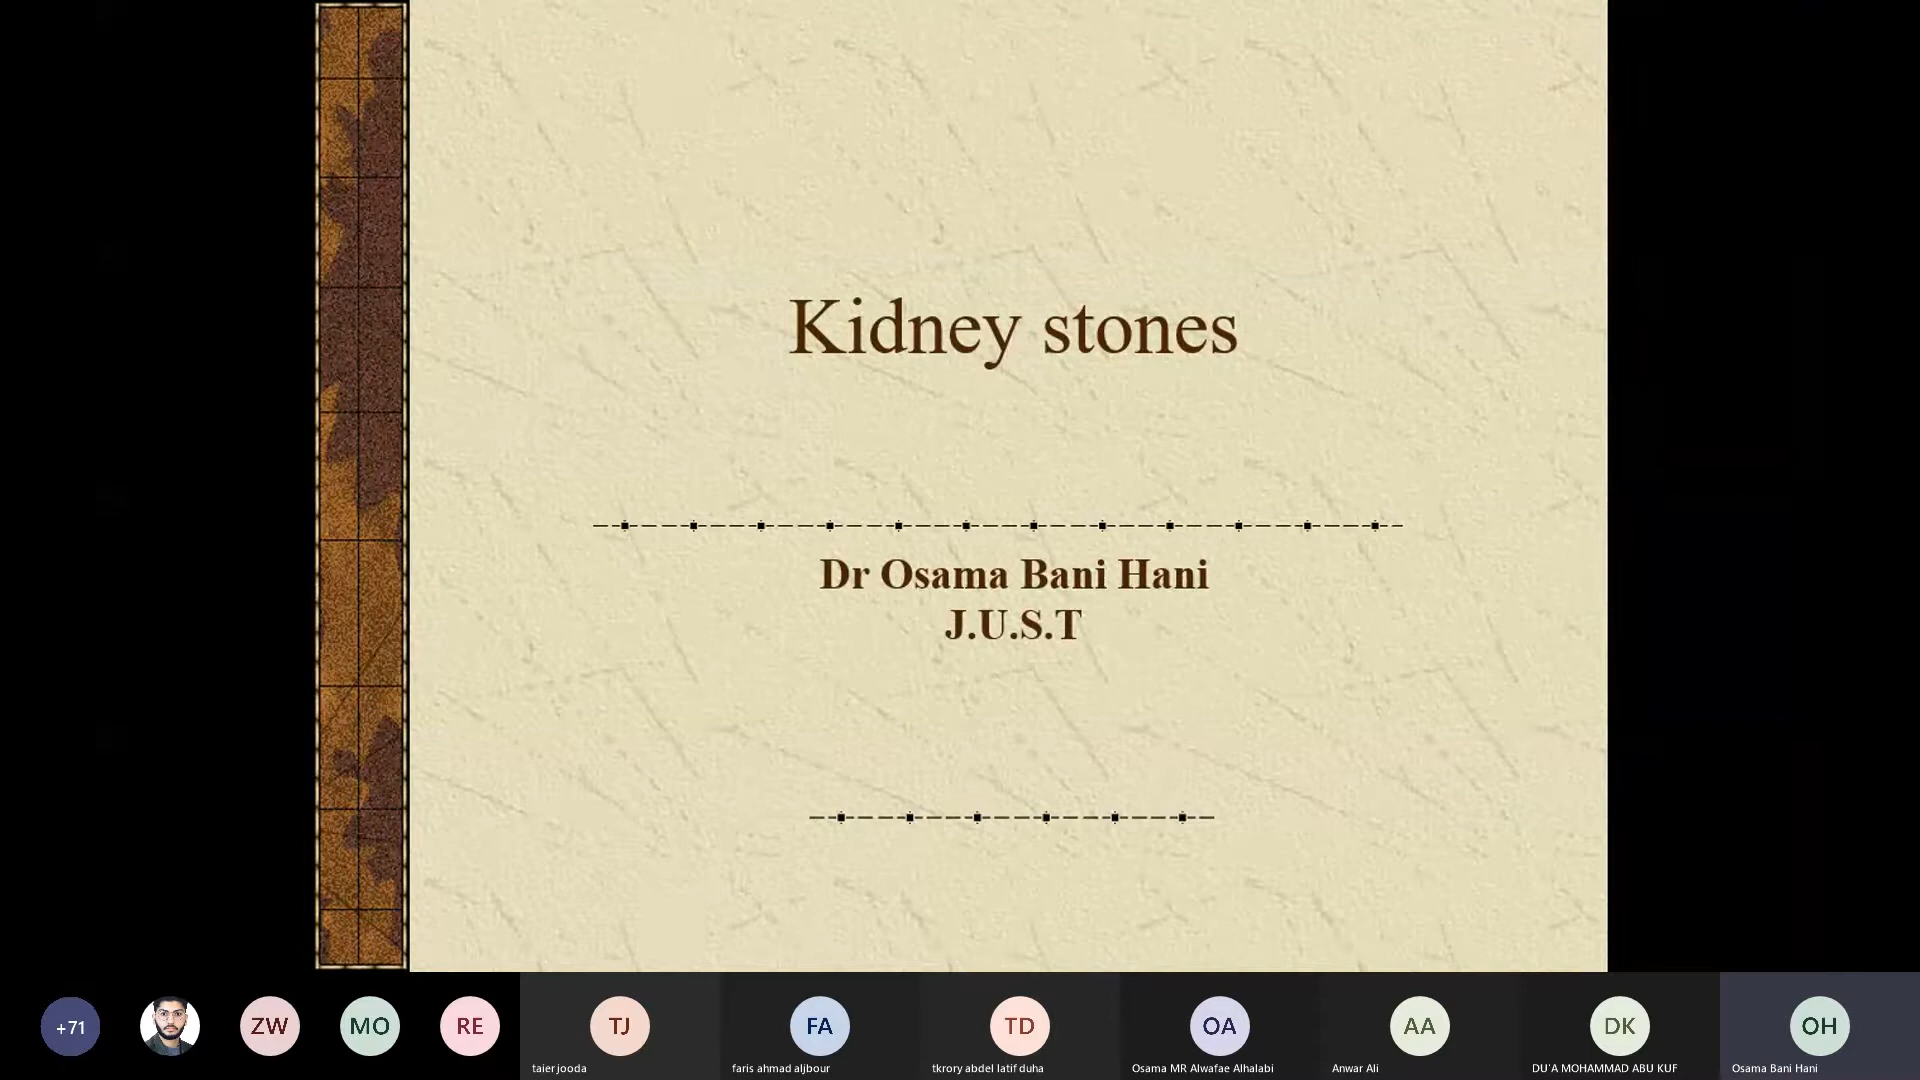 Kidney stones
Dr Osama Bani Hani
J.U.S.T
+71
ZW
MO
RE
TJ
FA
TD
OA
AA
DK
OH
taier jooda
faris ahmad aljbour
tkrory abdel latif duha
Osama MR Alwafae Alhalabi
Anwar Ali
DU'A MOHAMMAD ABU KUF
Osama Bani Hani